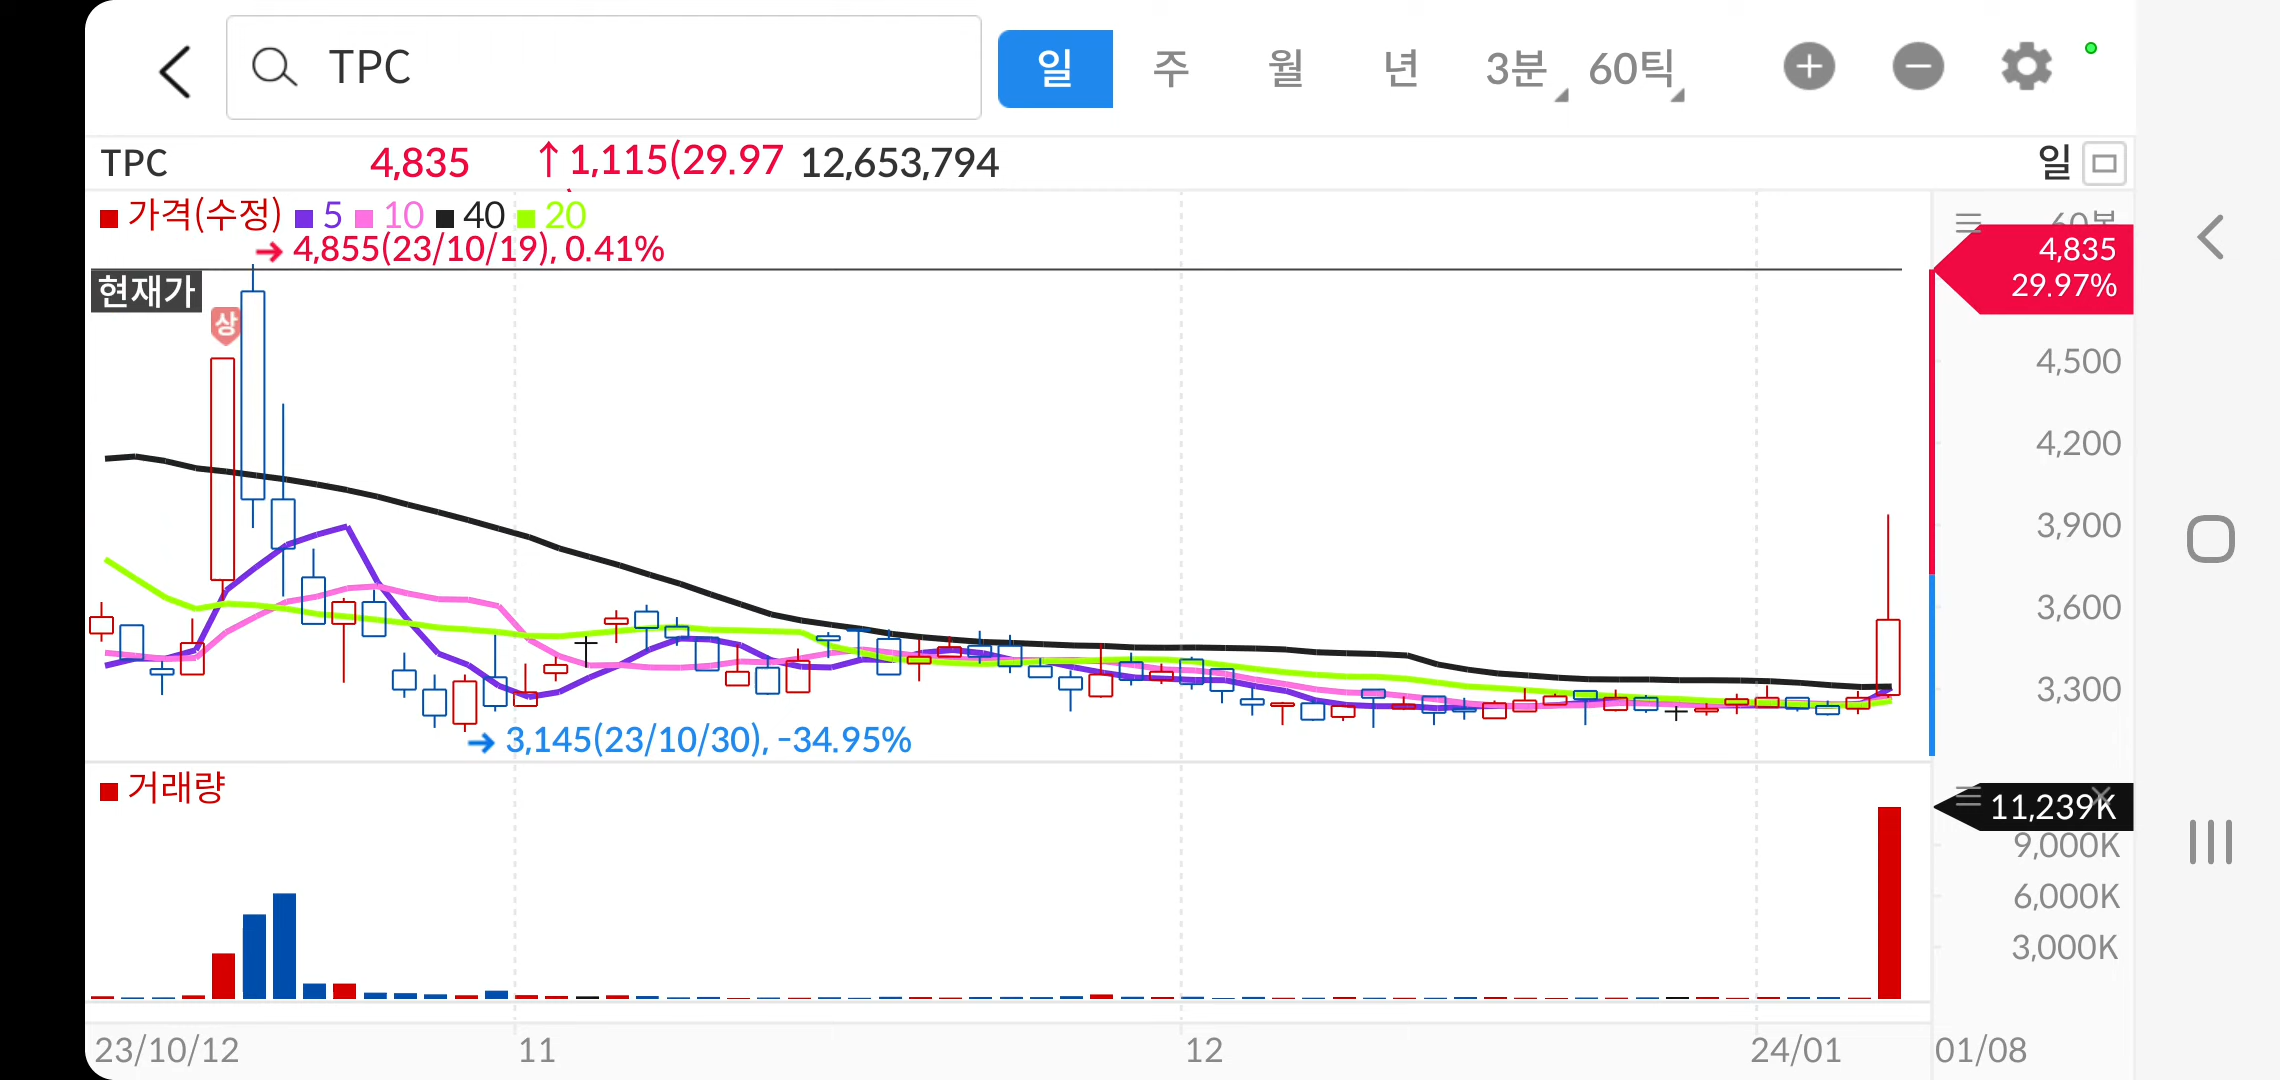 TPC
일 주 월 년 3분 60틱
TPC 4,835 ↑1,115(29.97 12,653,794 일
가격(수정) 5 10 40 20
60봉
→ 4,855(23/10/19), 0.41%
4,835
29.97%
현재가
상
4,500
4,200
3,900
3,600
3,300
→ 3,145(23/10/30), -34.95%
거래량
11,239K
9,000K
6,000K
3,000K
23/10/12 11 12 24/01 01/08